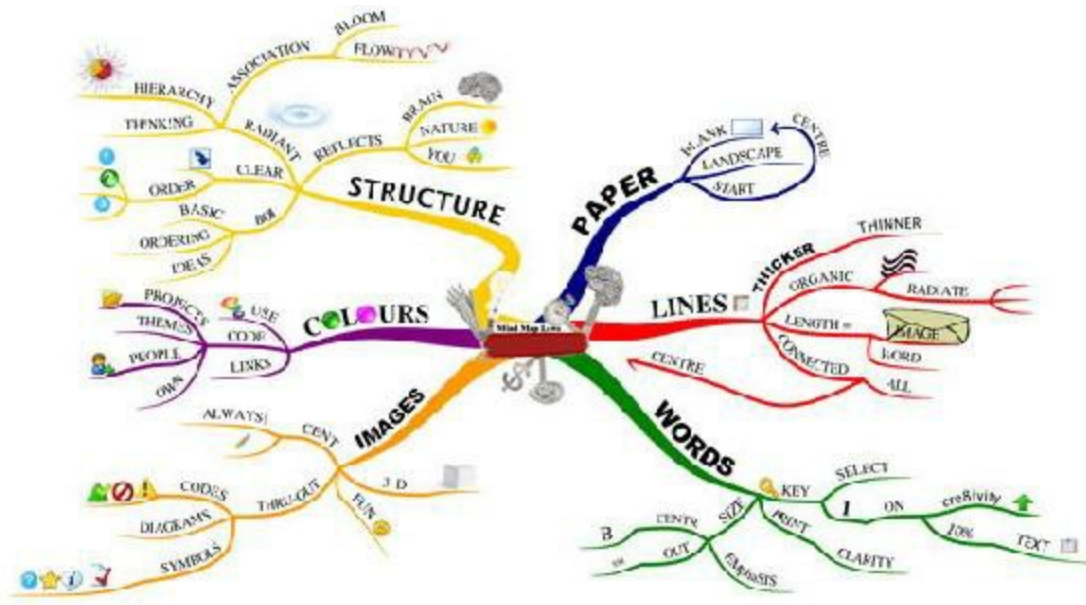 Mind Map Laws
PAPER
BLANK
LANDSCAPE
START
CENTRE
LINES
THICKER
THINNER
ORGANIC
RADIATE
LENGTH =
IMAGE
WORD
CONNECTED
ALL
CENTRE
WORDS
KEY
SELECT
1
ON
cre8ivity
10%
TEXT
PRINT
CLARITY
SIZE
EMphaSIS
CENTR
B
OUT
IMAGES
CENT
ALWAYS!
3 D
FUN
THRU-OUT
CODES
DIAGRAMS
SYMBOLS
COLOURS
USE
CODE
PROJECTS
THEMES
PEOPLE
OWN
LINKS
STRUCTURE
REFLECTS
BRAIN
NATURE
YOU
RADIANT
ASSOCIATION
BLOOM
FLOW
HIERARCHY
THINKING
CLEAR
ORDER
BOI
BASIC
ORDERING
IDEAS